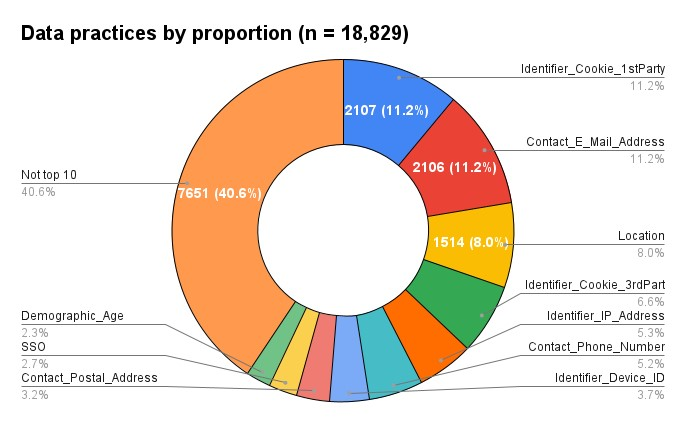 Data practices by proportion (n = 18,829)
Identifier_Cookie_1stParty
11.2%
2107 (11.2%)
Contact_E_Mail_Address
11.2%
2106 (11.2%)
Not top 10
40.6%
7651 (40.6%)
Location
8.0%
1514 (8.0%)
Identifier_Cookie_3rdPart
6.6%
Identifier_IP_Address
5.3%
Demographic_Age
2.3%
Contact_Phone_Number
5.2%
SSO
2.7%
Identifier_Device_ID
3.7%
Contact_Postal_Address
3.2%